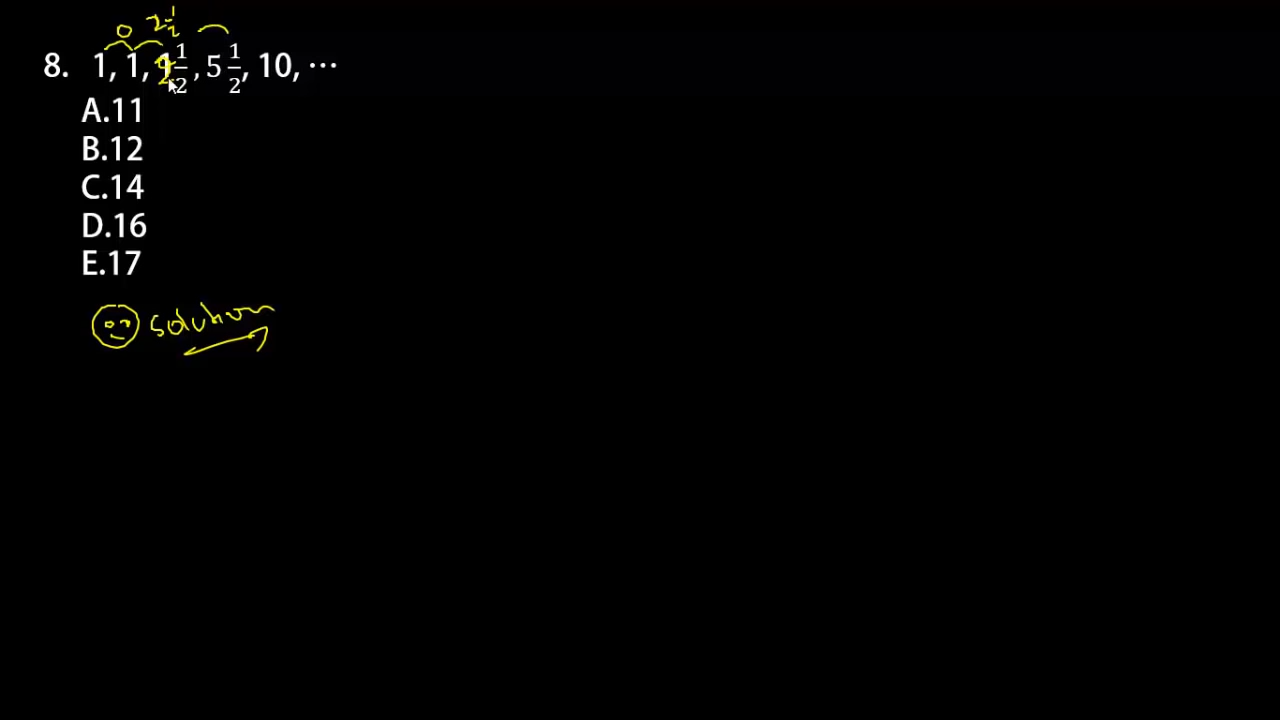 0 2 1/2
8. 1, 1, 1 1/2, 5 1/2, 10, ⋯
A.11
B.12
C.14
D.16
E.17
solution